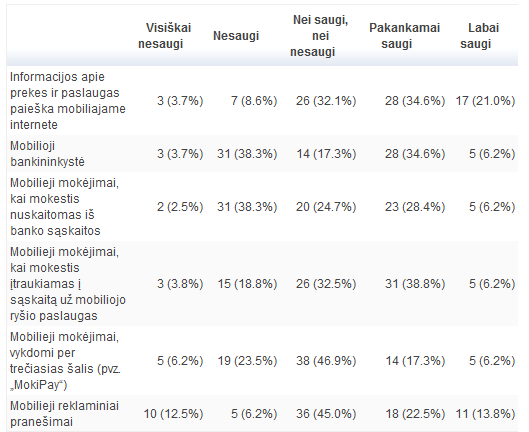 Visiškai nesaugi	Nesaugi	Nei saugi, nei nesaugi	Pakankamai saugi	Labai saugi
Informacijos apie prekes ir paslaugas paieška mobiliajame internete	3 (3.7%)	7 (8.6%)	26 (32.1%)	28 (34.6%)	17 (21.0%)
Mobilioji bankininkystė	3 (3.7%)	31 (38.3%)	14 (17.3%)	28 (34.6%)	5 (6.2%)
Mobilieji mokėjimai, kai mokestis nuskaitomas iš banko sąskaitos	2 (2.5%)	31 (38.3%)	20 (24.7%)	23 (28.4%)	5 (6.2%)
Mobilieji mokėjimai, kai mokestis įtraukiamas į sąskaitą už mobiliojo ryšio paslaugas	3 (3.8%)	15 (18.8%)	26 (32.5%)	31 (38.8%)	5 (6.2%)
Mobilieji mokėjimai, vykdomi per trečiasias šalis (pvz. „MokiPay“)	5 (6.2%)	19 (23.5%)	38 (46.9%)	14 (17.3%)	5 (6.2%)
Mobilieji reklaminiai pranešimai	10 (12.5%)	5 (6.2%)	36 (45.0%)	18 (22.5%)	11 (13.8%)